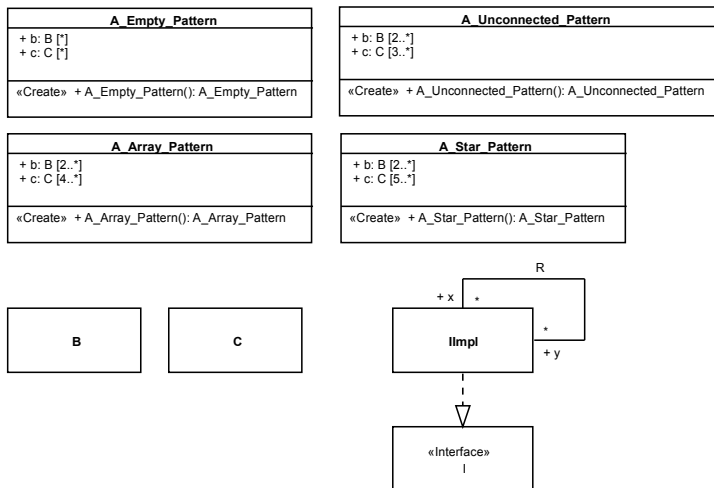 A_Empty_Pattern
+ b: B [*]
+ c: C [*]
«Create» + A_Empty_Pattern(): A_Empty_Pattern
A_Unconnected_Pattern
+ b: B [2..*]
+ c: C [3..*]
«Create» + A_Unconnected_Pattern(): A_Unconnected_Pattern
A_Array_Pattern
+ b: B [2..*]
+ c: C [4..*]
«Create» + A_Array_Pattern(): A_Array_Pattern
A_Star_Pattern
+ b: B [2..*]
+ c: C [5..*]
«Create» + A_Star_Pattern(): A_Star_Pattern
B
C
R
+ x *
IImpl
*
+ y
«Interface»
I